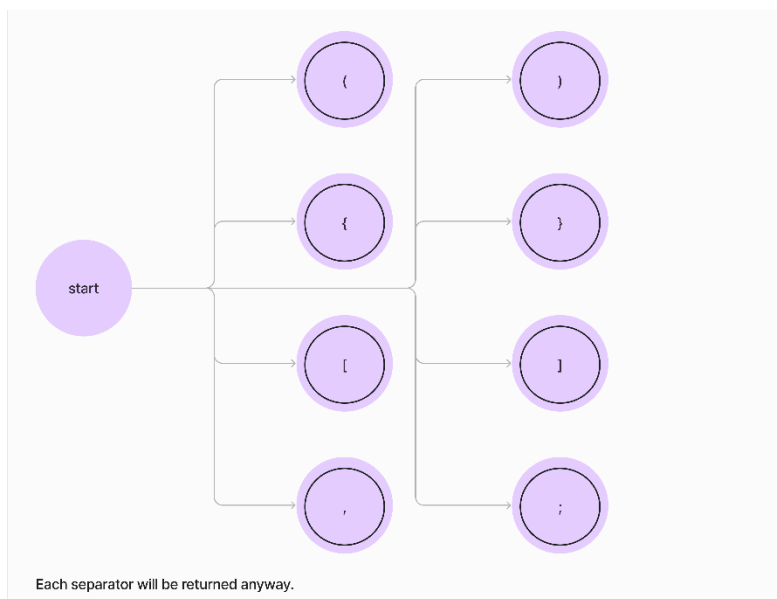 ( )
{ }
start
[ ]
, ;
Each separator will be returned anyway.